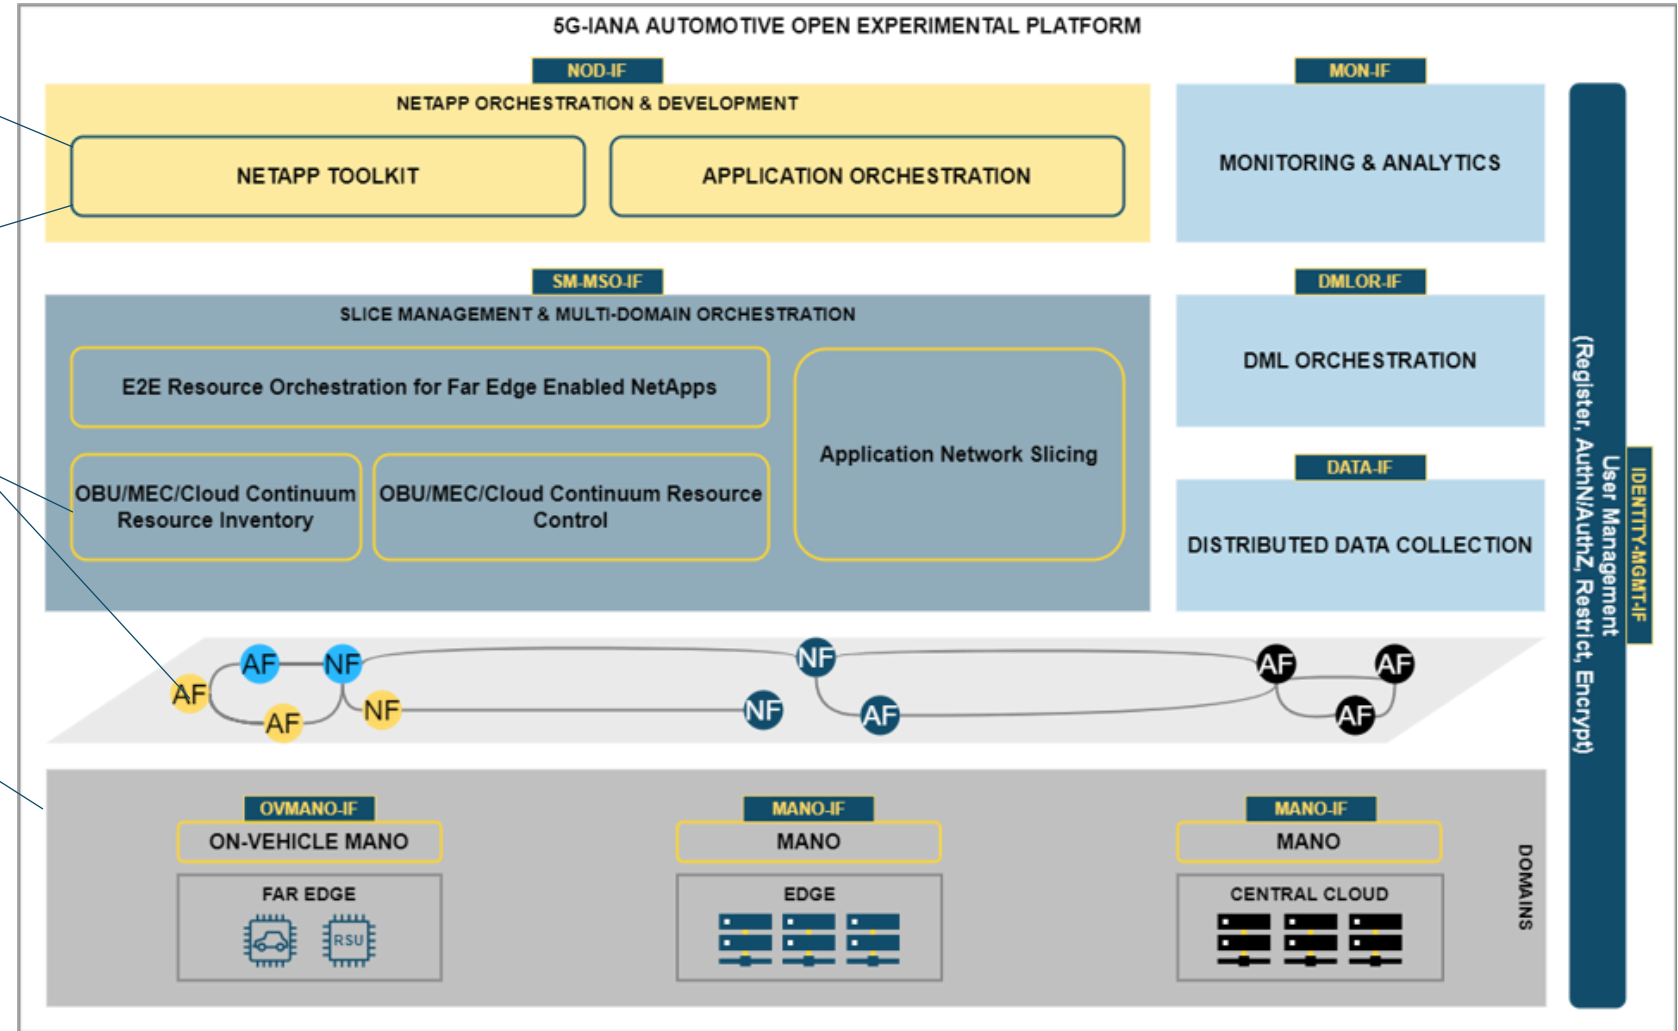 5G-IANA AUTOMOTIVE OPEN EXPERIMENTAL PLATFORM
NOD-IF
NETAPP ORCHESTRATION & DEVELOPMENT
NETAPP TOOLKIT
APPLICATION ORCHESTRATION
MON-IF
MONITORING & ANALYTICS
SM-MSO-IF
SLICE MANAGEMENT & MULTI-DOMAIN ORCHESTRATION
E2E Resource Orchestration for Far Edge Enabled NetApps
OBU/MEC/Cloud Continuum
Resource Inventory
OBU/MEC/Cloud Continuum Resource
Control
Application Network Slicing
DMLOR-IF
DML ORCHESTRATION
DATA-IF
DISTRIBUTED DATA COLLECTION
IDENTITY-MGMT-IF
User Management
(Register, AuthN/AuthZ, Restrict, Encrypt)
AF
AF
NF
AF
NF
NF
NF
AF
AF
AF
AF
OVMANO-IF
ON-VEHICLE MANO
FAR EDGE
RSU
MANO-IF
MANO
EDGE
MANO-IF
MANO
CENTRAL CLOUD
DOMAINS